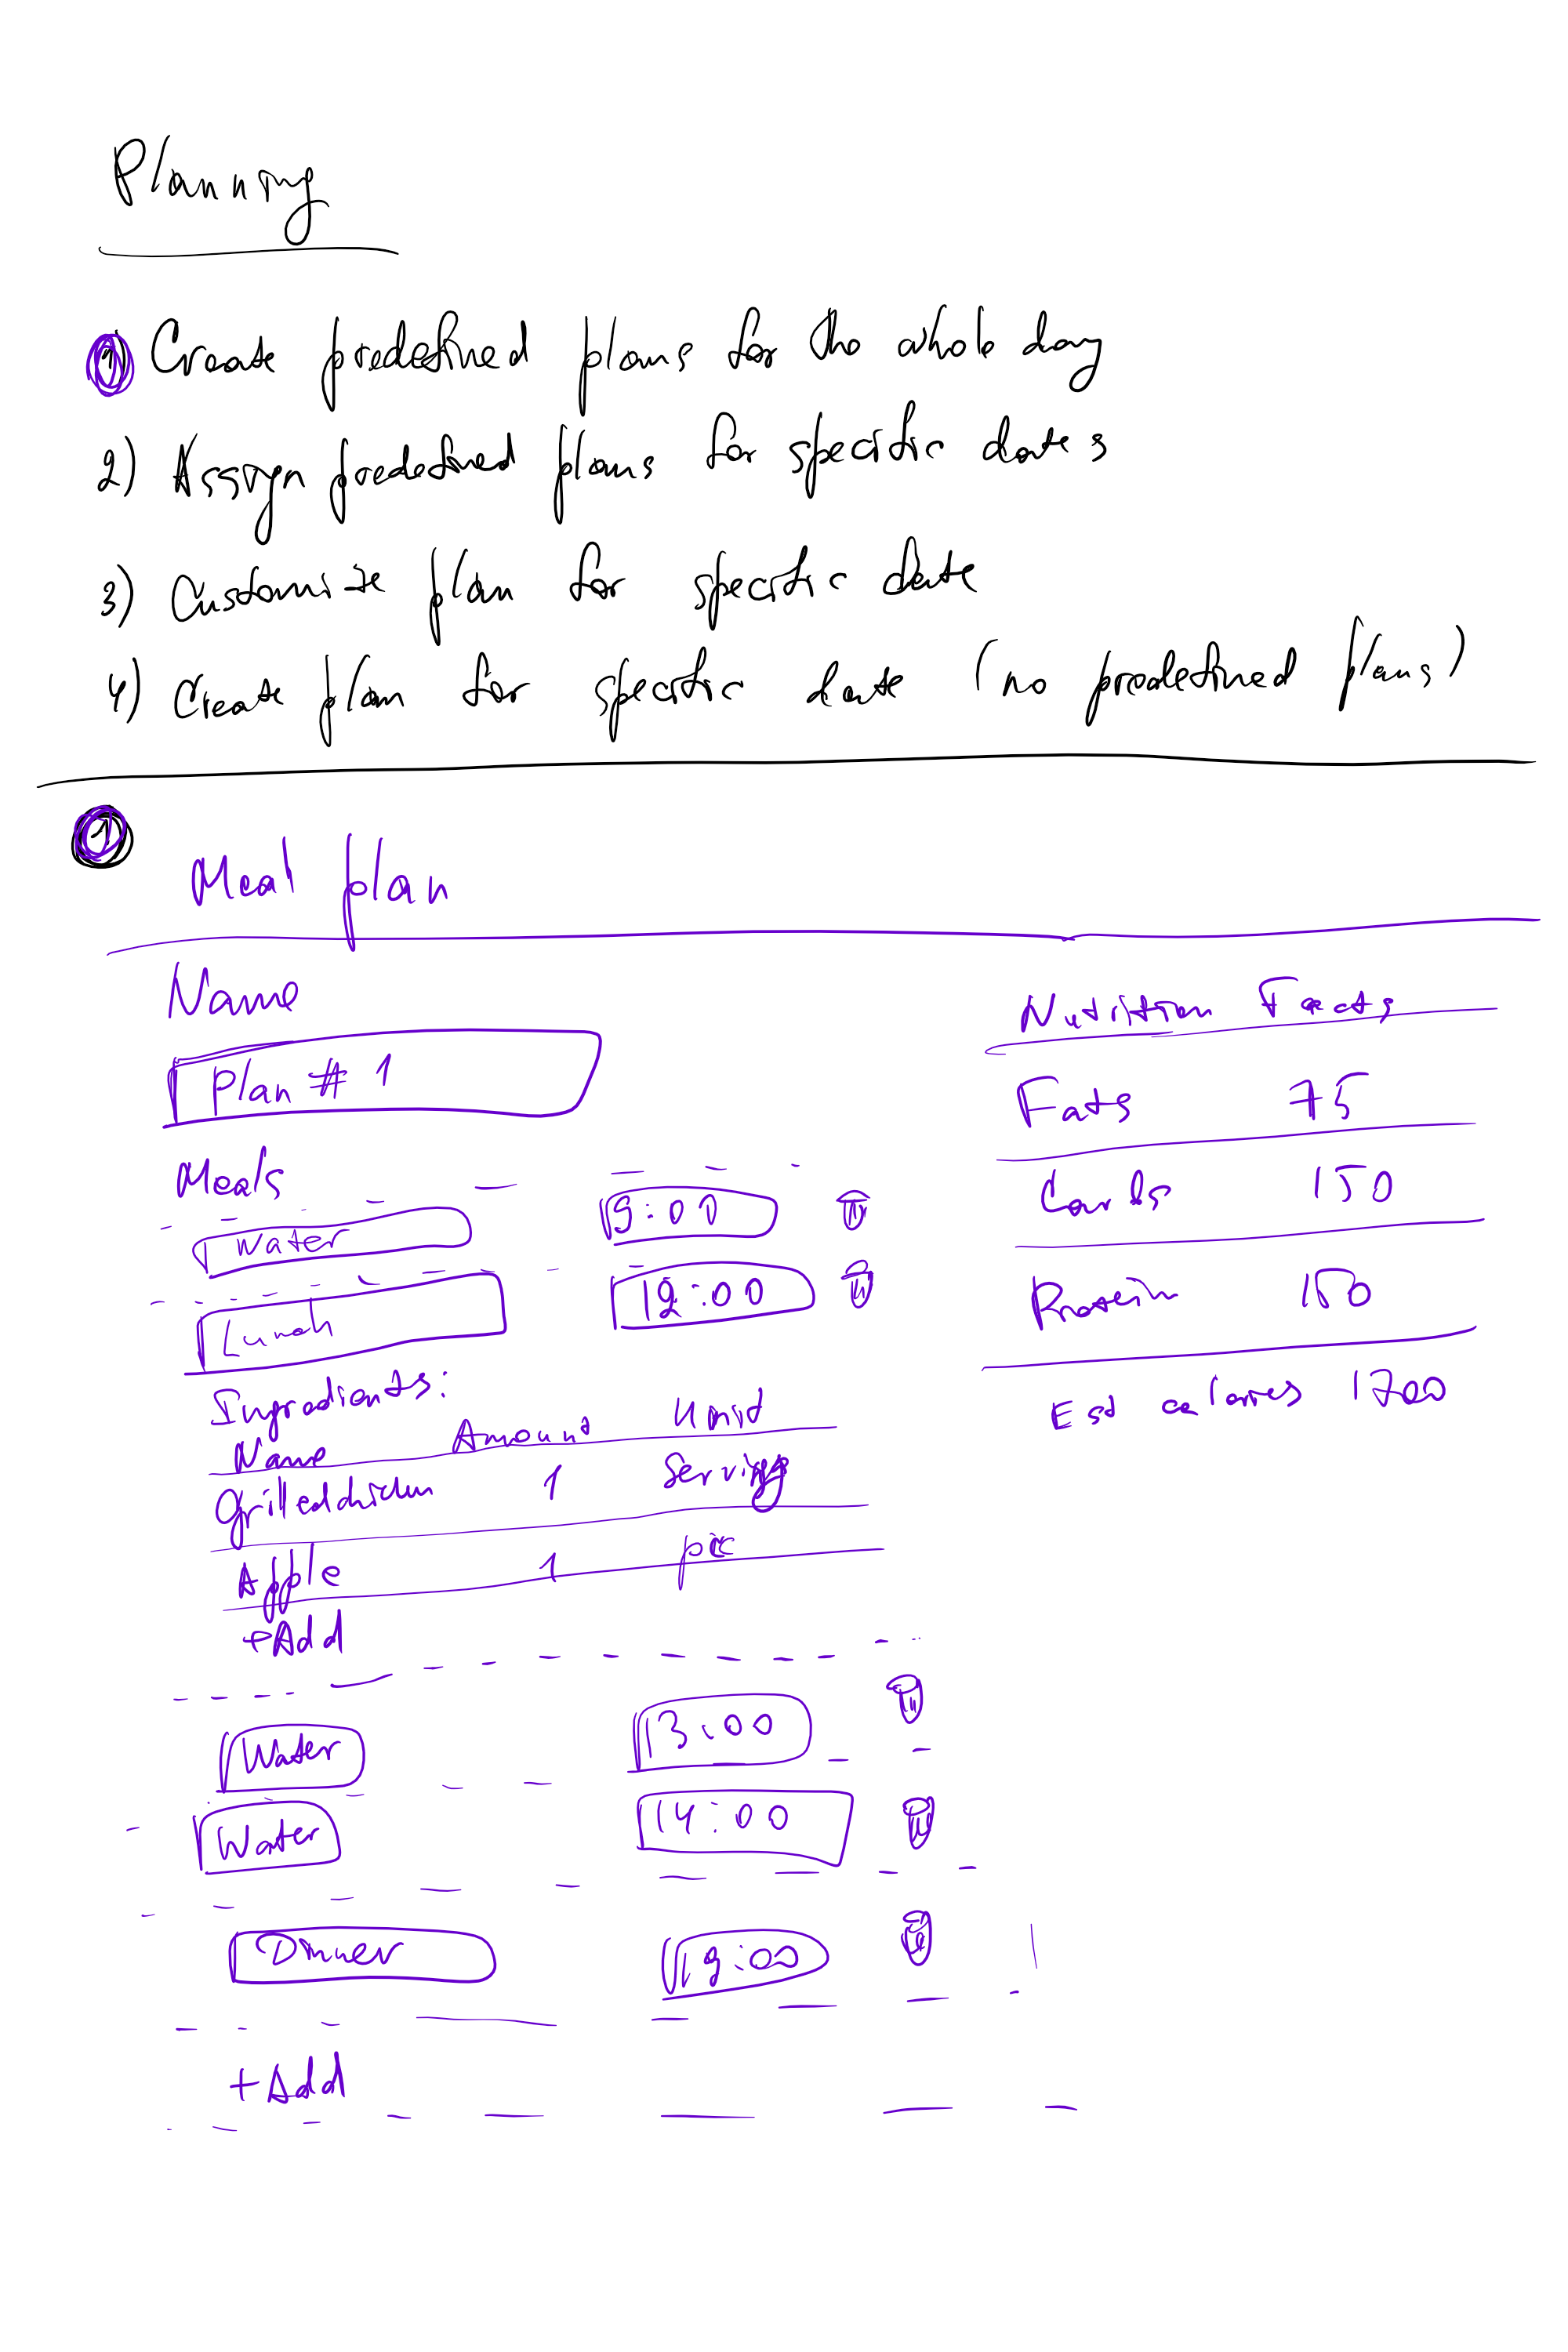 Planning
1) Create predefined plans for the whole day
2) Assign predefined plans for specific dates
3) Customize plan for specific date
4) Create plan for specific date (no predefined plans)
1
Meal plan
Name
Plan # 1
Meals
Water 9:00
Lunch 12:00
Ingredients:
Name Amount Unit
Grilled chicken 1 Serving
Apple 1 pc
+Add
Water 13:00
Water 14:00
Dinner 19:00
+Add
Nutrition Facts
Fats 75
Carbs 150
Protein 150
Est calories 1700